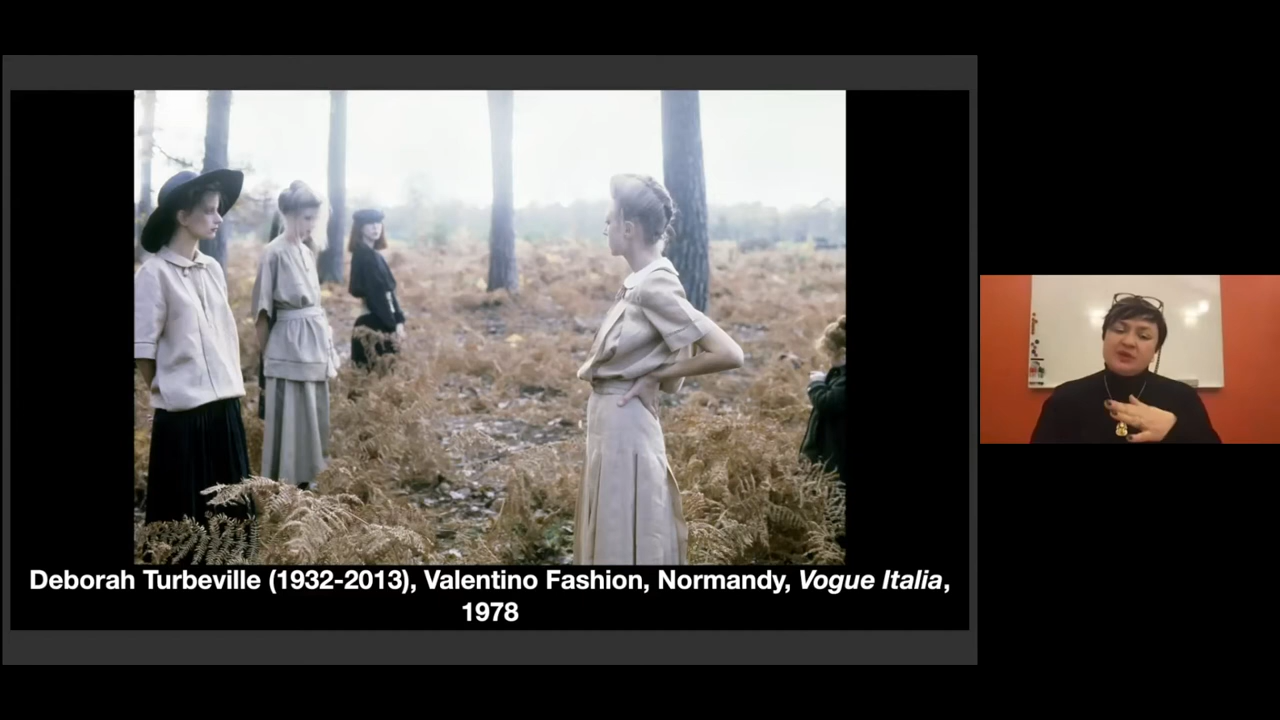 Deborah Turbeville (1932-2013), Valentino Fashion, Normandy, Vogue Italia,
1978